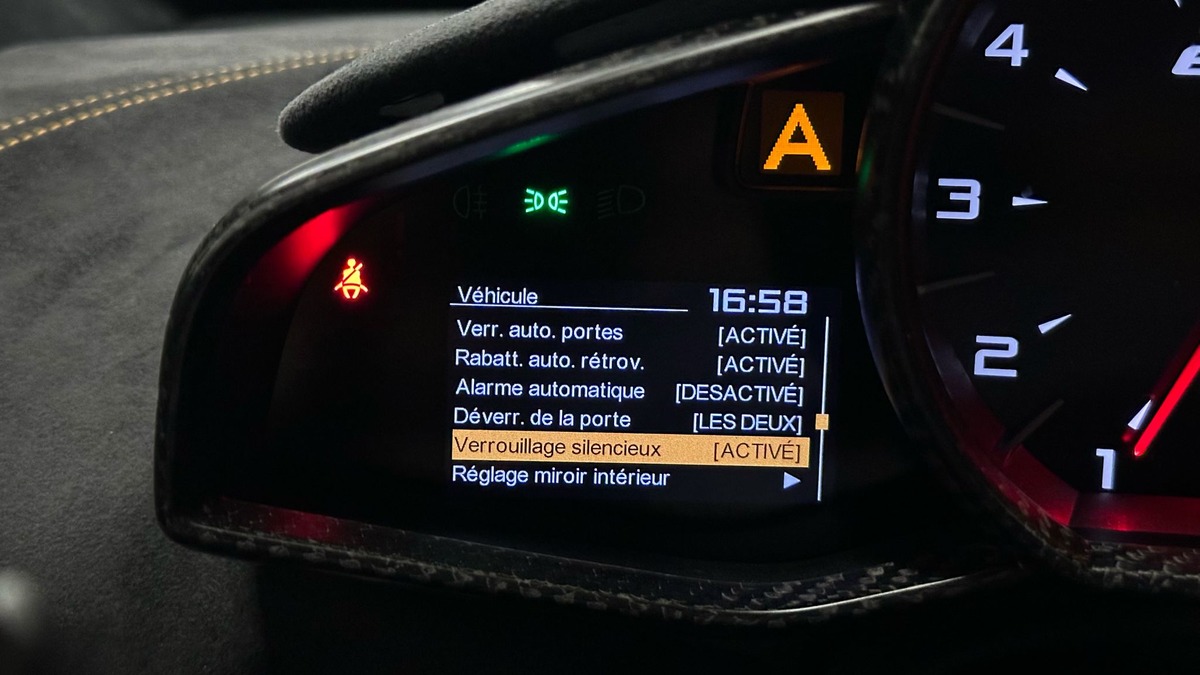 A
Véhicule 16:58
Verr. auto. portes [ACTIVÉ]
Rabatt. auto. rétrov. [ACTIVÉ]
Alarme automatique [DESACTIVÉ]
Déverr. de la porte [LES DEUX]
Verrouillage silencieux [ACTIVÉ]
Réglage miroir intérieur
4
3
2
1